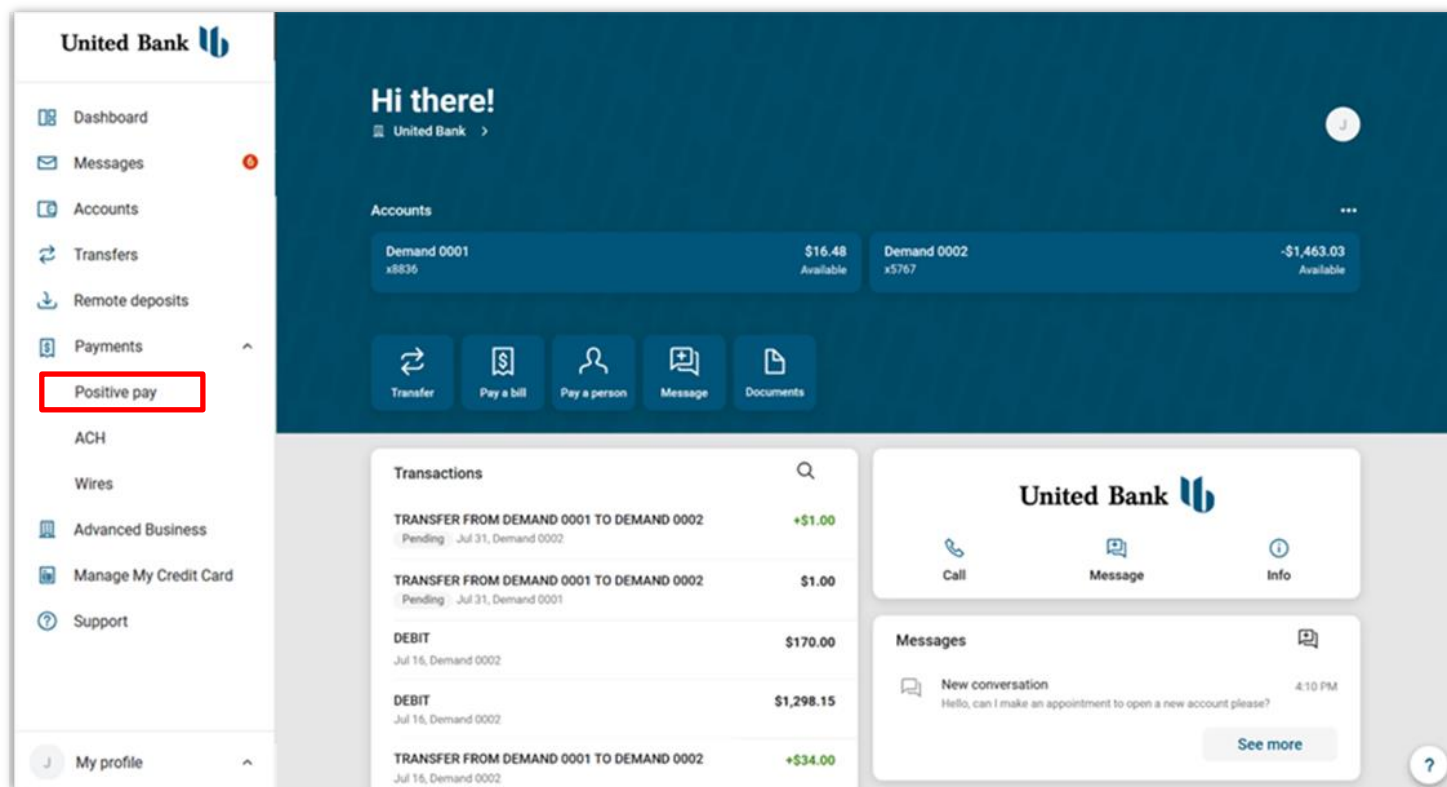 United Bank
Dashboard
Messages 6
Accounts
Transfers
Remote deposits
Payments
Positive pay
ACH
Wires
Advanced Business
Manage My Credit Card
Support
J My profile
Hi there!
United Bank >
J
Accounts
Demand 0001 $16.48
x8836 Available
Demand 0002 -$1,463.03
x5767 Available
Transfer
Pay a bill
Pay a person
Message
Documents
Transactions
TRANSFER FROM DEMAND 0001 TO DEMAND 0002 +$1.00
Pending Jul 31, Demand 0002
TRANSFER FROM DEMAND 0001 TO DEMAND 0002 $1.00
Pending Jul 31, Demand 0001
DEBIT $170.00
Jul 16, Demand 0002
DEBIT $1,298.15
Jul 16, Demand 0002
TRANSFER FROM DEMAND 0001 TO DEMAND 0002 +$34.00
Jul 16, Demand 0002
United Bank
Call
Message
Info
Messages
New conversation 4:10 PM
Hello, can I make an appointment to open a new account please?
See more
?